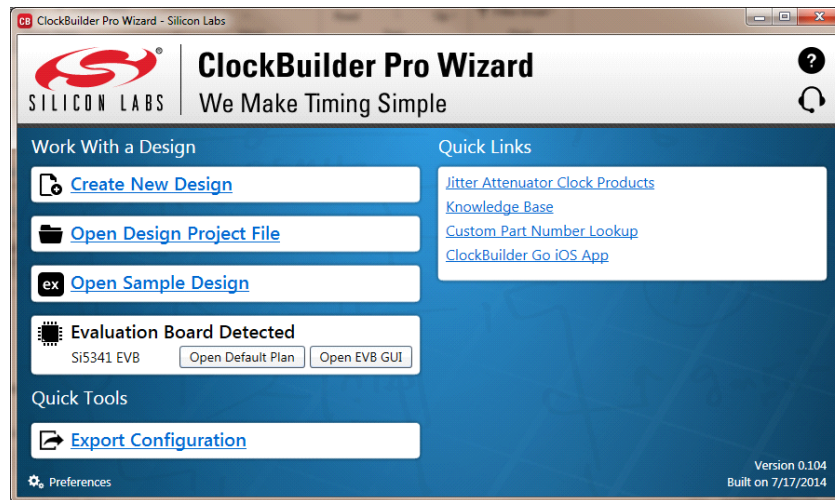 CB ClockBuilder Pro Wizard - Silicon Labs
SILICON LABS
®
ClockBuilder Pro Wizard
We Make Timing Simple
?
Work With a Design
Create New Design
Open Design Project File
ex Open Sample Design
Evaluation Board Detected
Si5341 EVB Open Default Plan Open EVB GUI
Quick Tools
Export Configuration
Preferences
Quick Links
Jitter Attenuator Clock Products
Knowledge Base
Custom Part Number Lookup
ClockBuilder Go iOS App
Version 0.104
Built on 7/17/2014